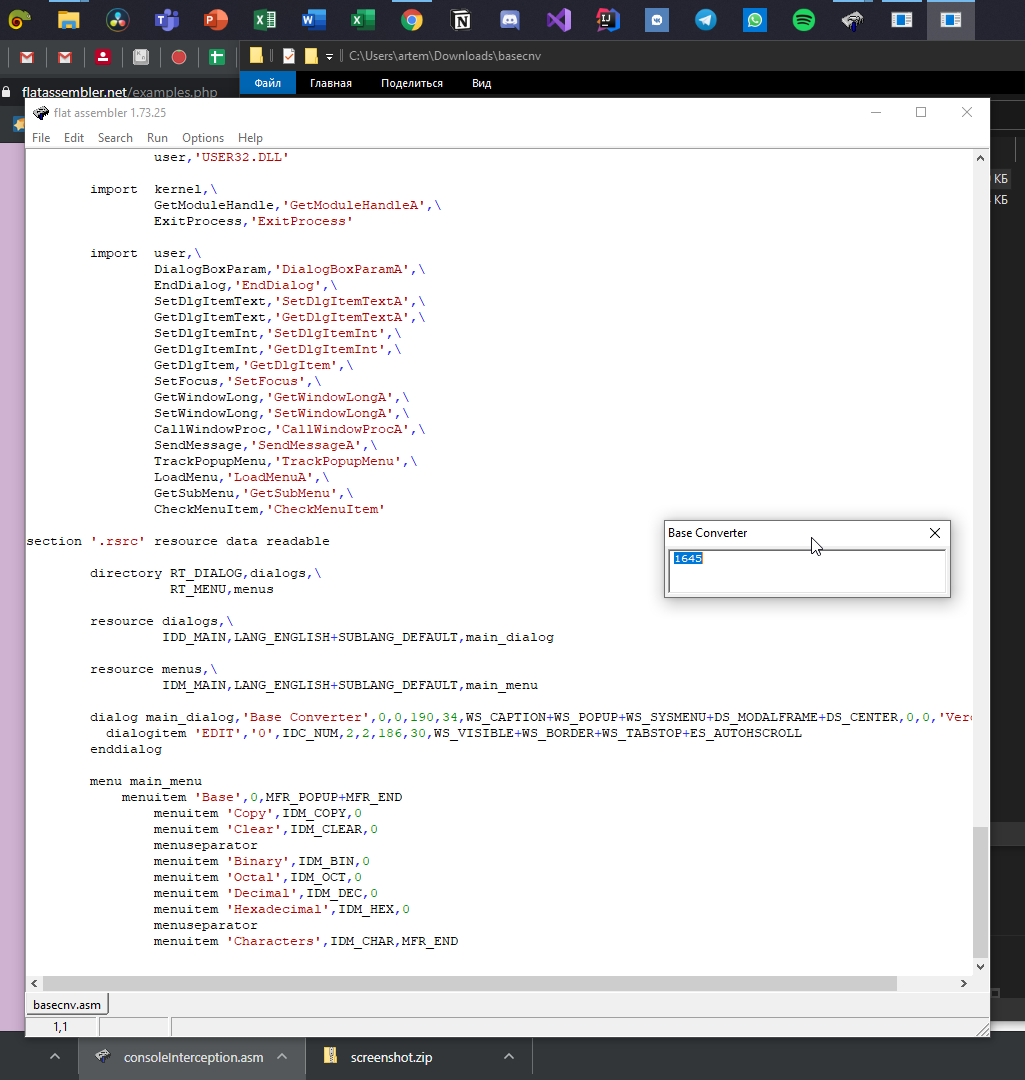 C:\Users\artem\Downloads\basecnv
Файл Главная Поделиться Вид
flatassembler.net/examples.php
flat assembler 1.73.25
File Edit Search Run Options Help
user,'USER32.DLL'
import kernel,\
GetModuleHandle,'GetModuleHandleA',\
ExitProcess,'ExitProcess'
import user,\
DialogBoxParam,'DialogBoxParamA',\
EndDialog,'EndDialog',\
SetDlgItemText,'SetDlgItemTextA',\
GetDlgItemText,'GetDlgItemTextA',\
SetDlgItemInt,'SetDlgItemInt',\
GetDlgItemInt,'GetDlgItemInt',\
GetDlgItem,'GetDlgItem',\
SetFocus,'SetFocus',\
GetWindowLong,'GetWindowLongA',\
SetWindowLong,'SetWindowLongA',\
CallWindowProc,'CallWindowProcA',\
SendMessage,'SendMessageA',\
TrackPopupMenu,'TrackPopupMenu',\
LoadMenu,'LoadMenuA',\
GetSubMenu,'GetSubMenu',\
CheckMenuItem,'CheckMenuItem'
section '.rsrc' resource data readable
directory RT_DIALOG,dialogs,\
RT_MENU,menus
resource dialogs,\
IDD_MAIN,LANG_ENGLISH+SUBLANG_DEFAULT,main_dialog
resource menus,\
IDM_MAIN,LANG_ENGLISH+SUBLANG_DEFAULT,main_menu
dialog main_dialog,'Base Converter',0,0,190,34,WS_CAPTION+WS_POPUP+WS_SYSMENU+DS_MODALFRAME+DS_CENTER,0,0,'Ver
dialogitem 'EDIT','0',IDC_NUM,2,2,186,30,WS_VISIBLE+WS_BORDER+WS_TABSTOP+ES_AUTOHSCROLL
enddialog
menu main_menu
menuitem 'Base',0,MFR_POPUP+MFR_END
menuitem 'Copy',IDM_COPY,0
menuitem 'Clear',IDM_CLEAR,0
menuseparator
menuitem 'Binary',IDM_BIN,0
menuitem 'Octal',IDM_OCT,0
menuitem 'Decimal',IDM_DEC,0
menuitem 'Hexadecimal',IDM_HEX,0
menuseparator
menuitem 'Characters',IDM_CHAR,MFR_END
Base Converter
1645
КБ
КБ
basecnv.asm
1,1
consoleInterception.asm
screenshot.zip